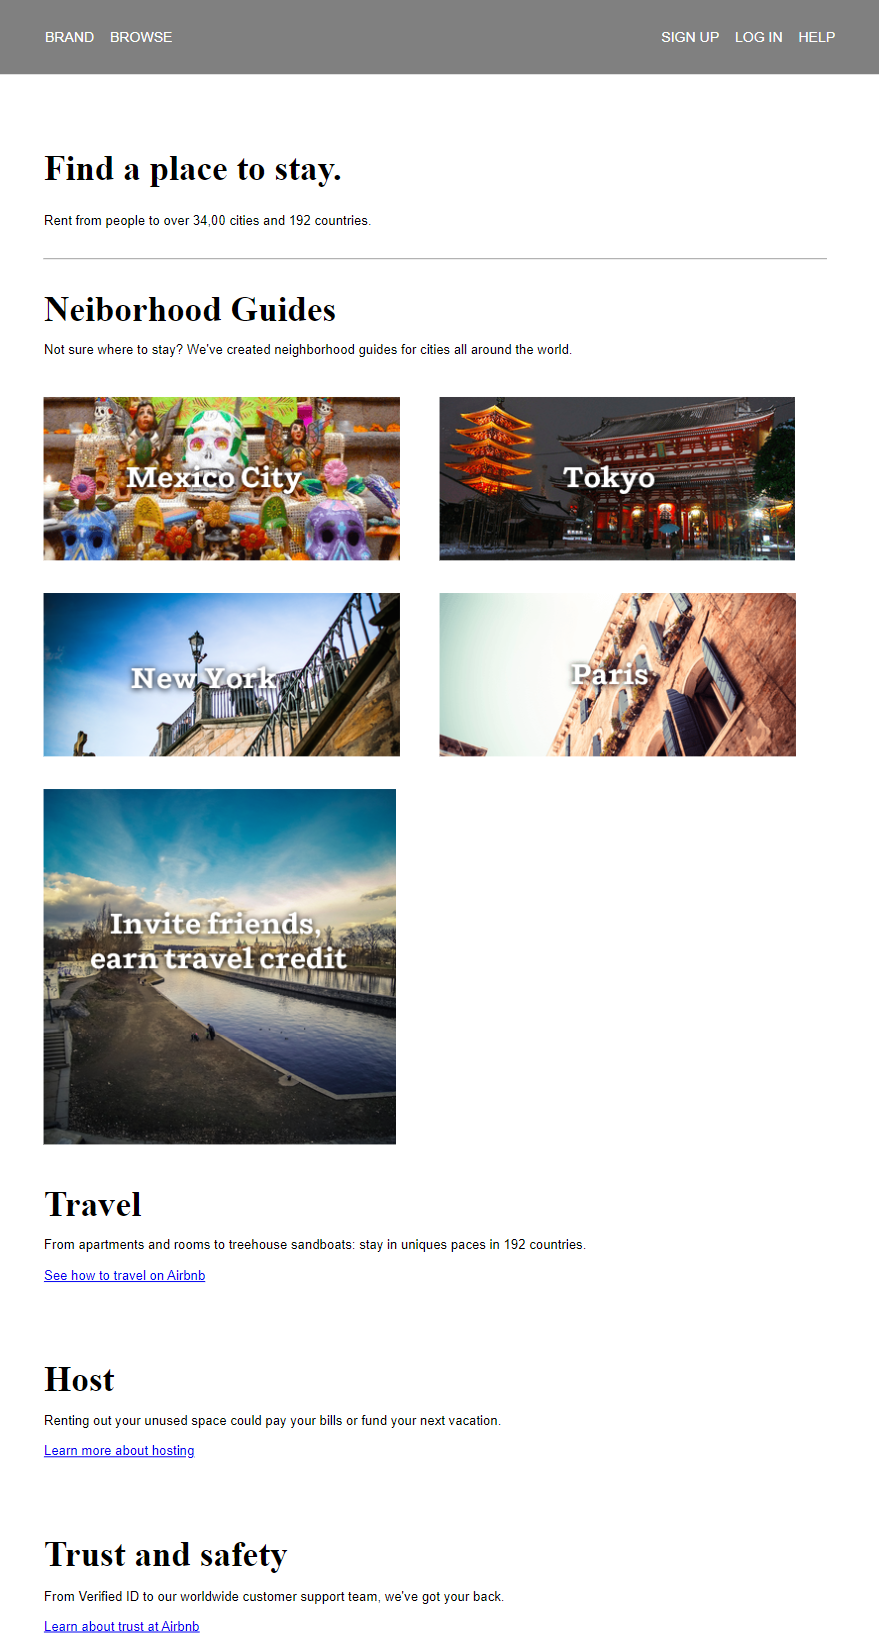 BRAND BROWSE SIGN UP LOG IN HELP
Find a place to stay.
Rent from people to over 34,00 cities and 192 countries.
Neiborhood Guides
Not sure where to stay? We've created neighborhood guides for cities all around the world.
Mexico City
Tokyo
New York
Paris
Invite friends,
earn travel credit
Travel
From apartments and rooms to treehouse sandboats: stay in uniques paces in 192 countries.
See how to travel on Airbnb
Host
Renting out your unused space could pay your bills or fund your next vacation.
Learn more about hosting
Trust and safety
From Verified ID to our worldwide customer support team, we've got your back.
Learn about trust at Airbnb